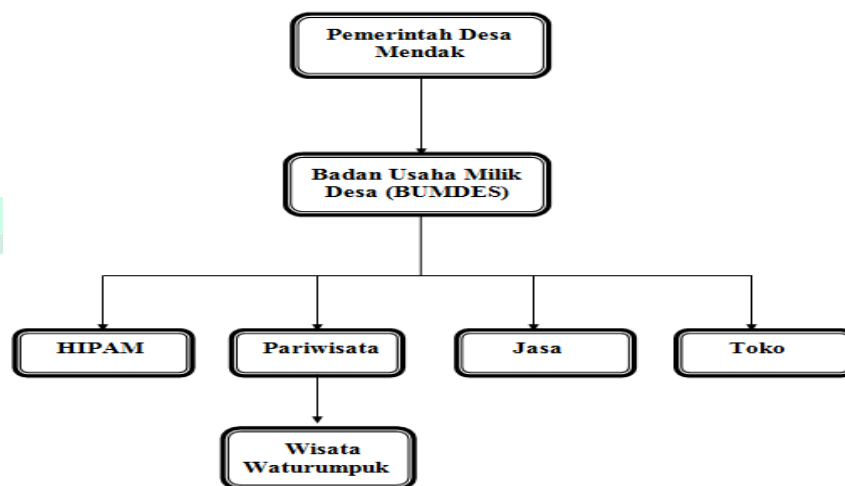 Pemerintah Desa
Mendak
Badan Usaha Milik
Desa (BUMDES)
HIPAM
Pariwisata
Jasa
Toko
Wisata
Waturumpuk